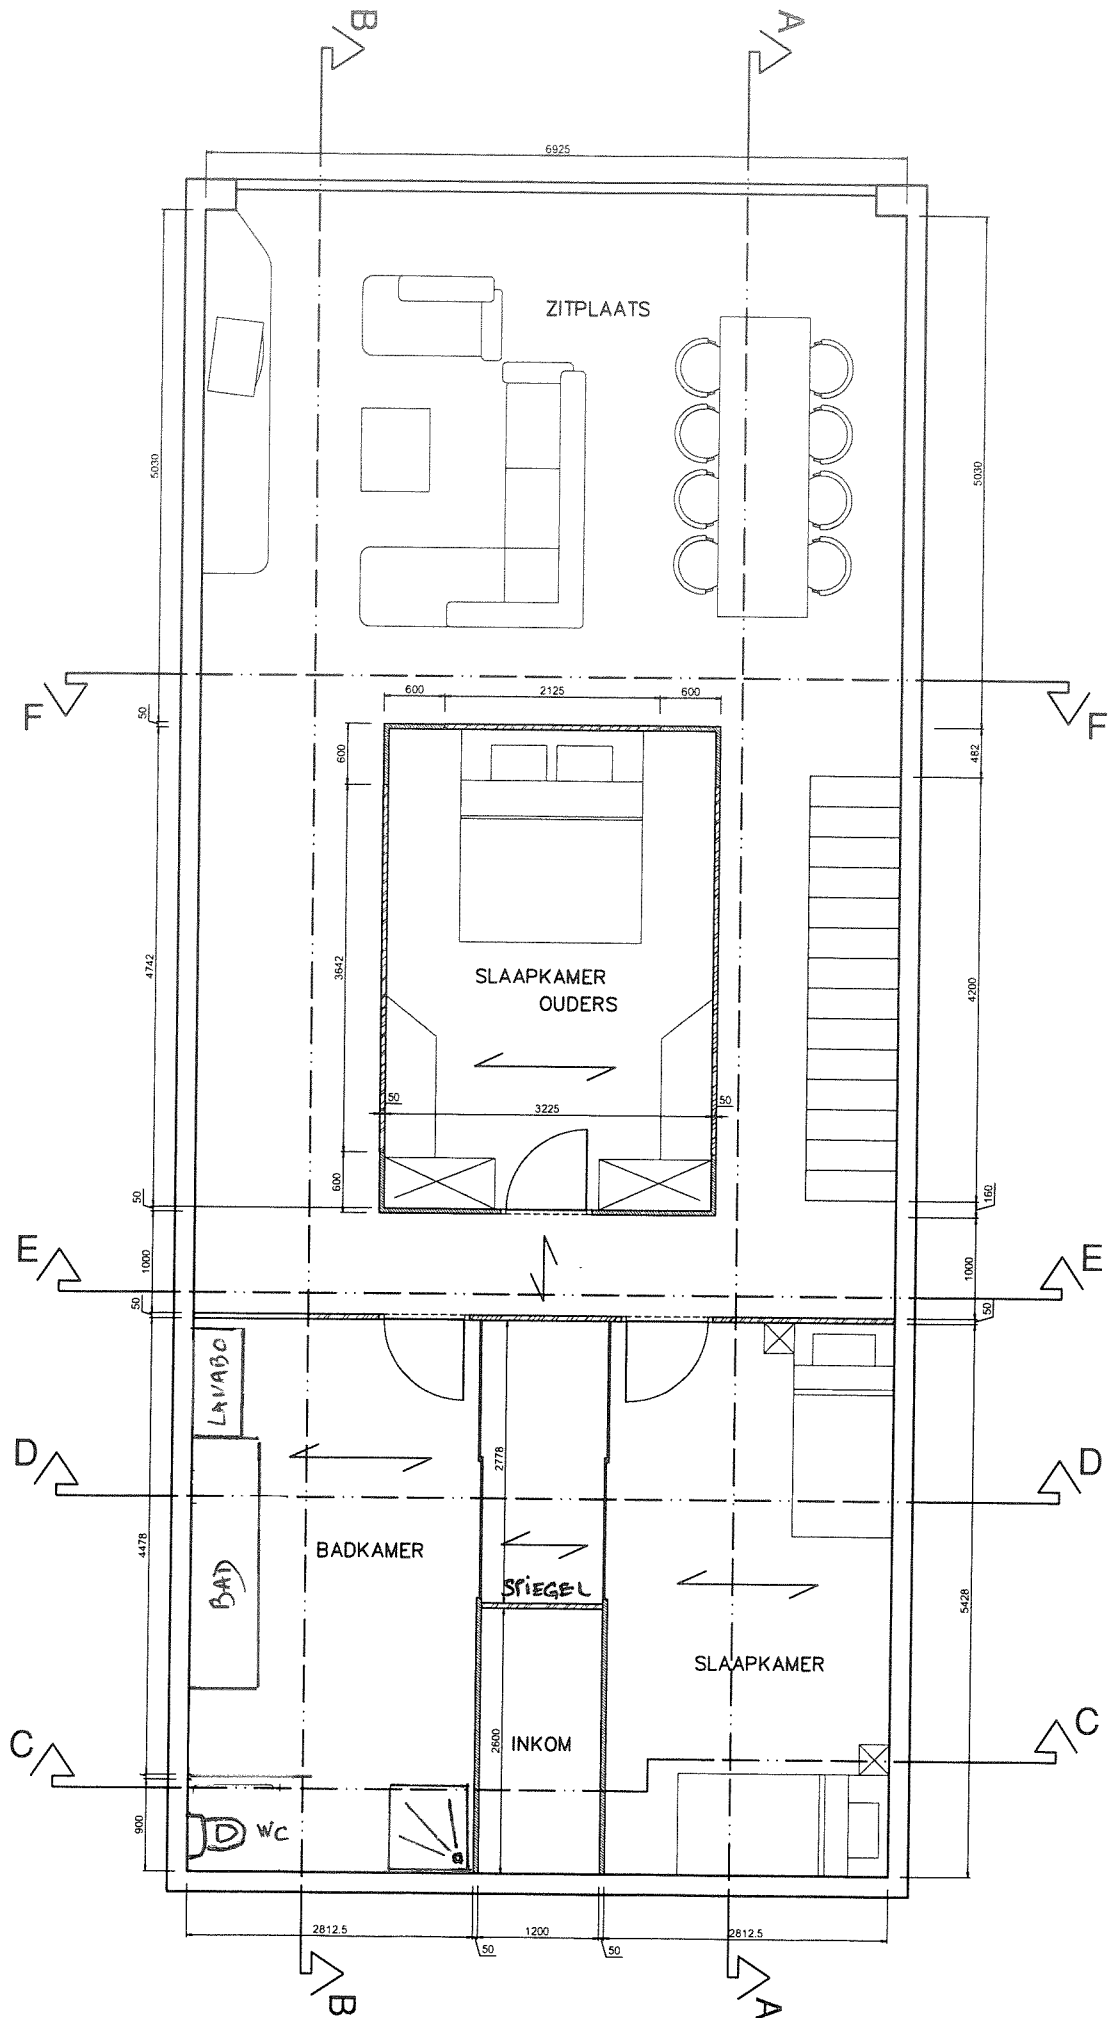 B
A
6925
ZITPLAATS
5030
5030
F
F
600
2125
600
50
482
600
4742
3642
4200
SLAAPKAMER
OUDERS
50
3225
50
600
50
160
E
E
1000
1000
50
50
LAVABO
D
D
2778
4478
BADKAMER
BAD
SPIEGEL
5428
SLAAPKAMER
C
C
2600
INKOM
900
WC
2812.5
50
1200
50
2812.5
B
A